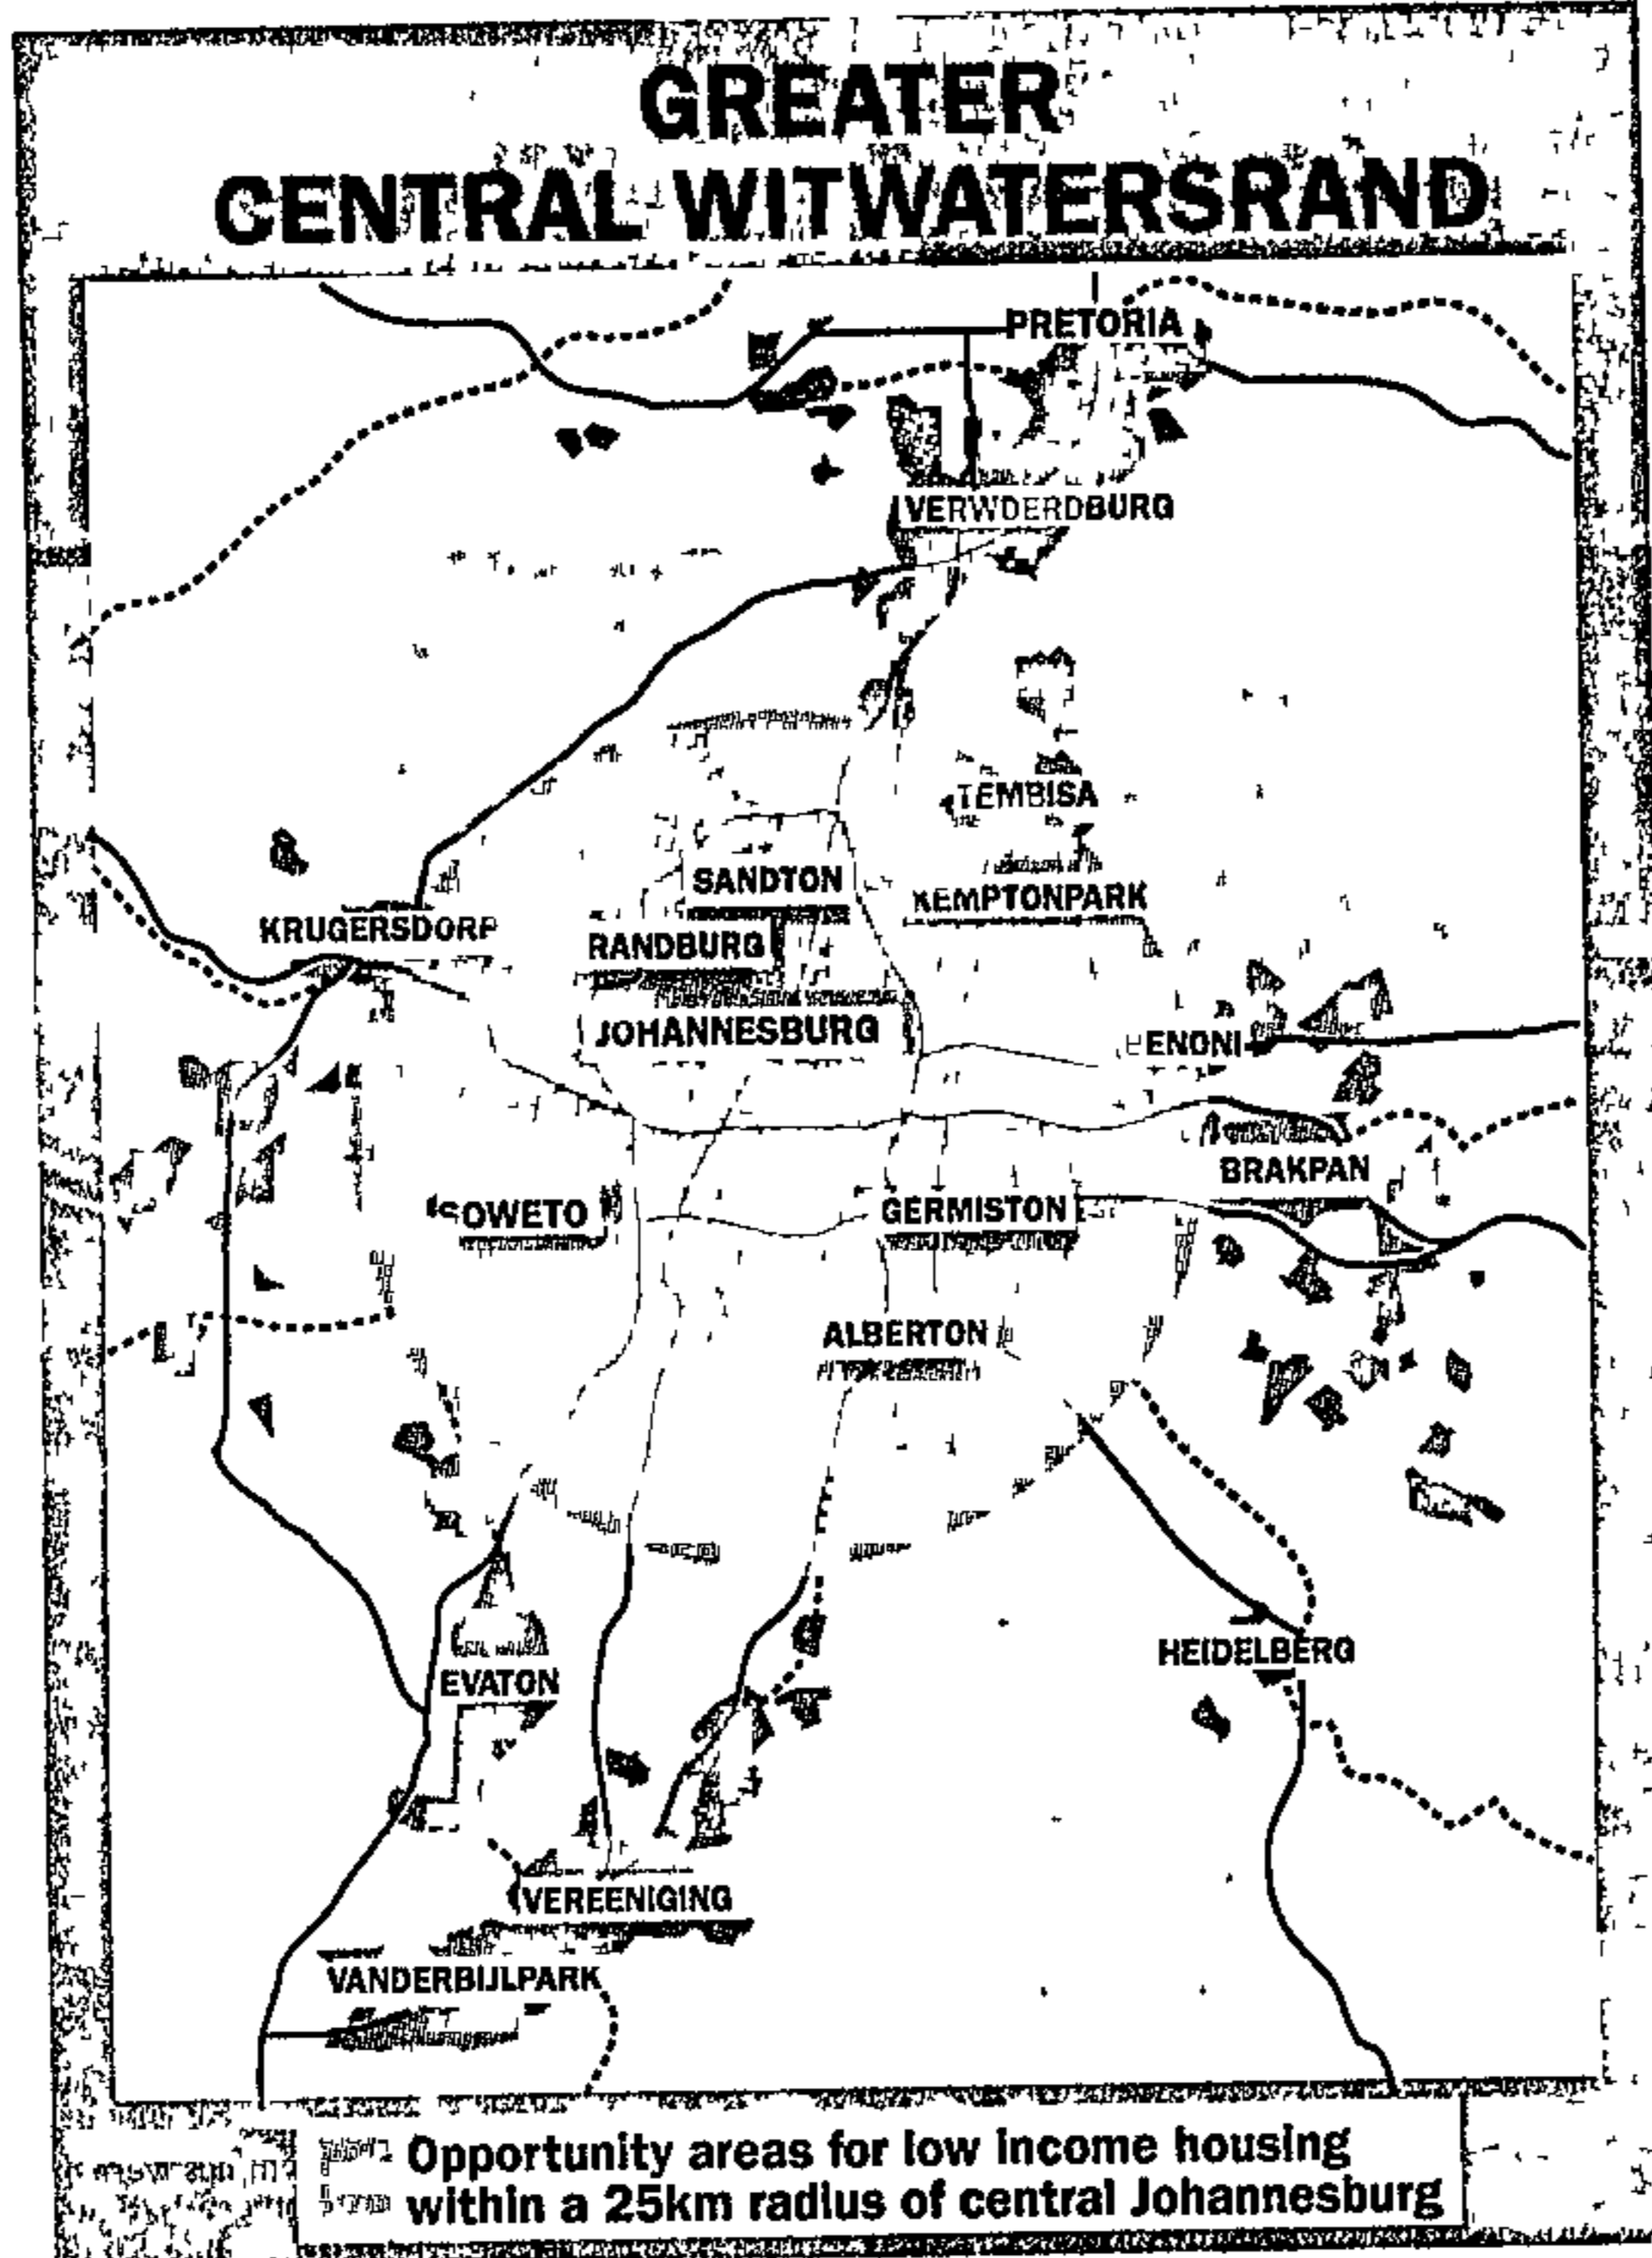 GREATER
CENTRAL WITWATERSRAND
PRETORIA
VERWDERDBURG
TEMBISA
SANDTON
KEMPTONPARK
KRUGERSDORP
RANDBURG
JOHANNESBURG
BENONI
BRAKPAN
SOWETO
GERMISTON
ALBERTON
HEIDELBERG
EVATON
VEREENIGING
VANDERBIJLPARK
Opportunity areas for low income housing
within a 25km radius of central Johannesburg